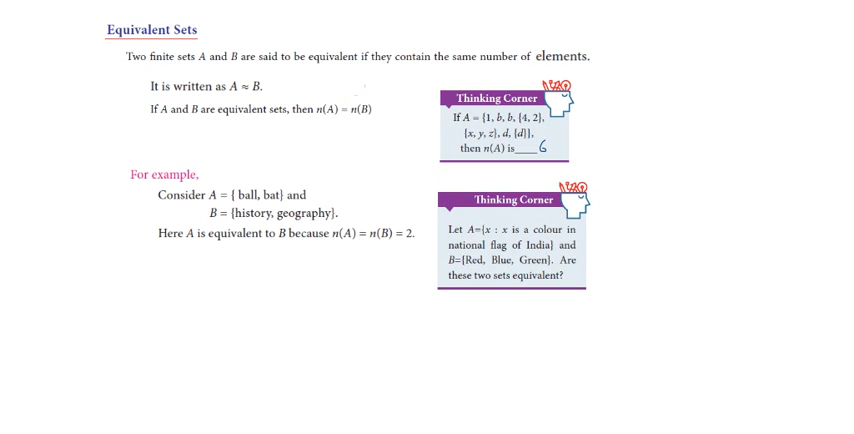 Equivalent Sets
Two finite sets A and B are said to be equivalent if they contain the same number of elements.
It is written as A ≈ B.
If A and B are equivalent sets, then n(A) = n(B)
Thinking Corner
If A = {1, b, b, {4, 2},
{x, y, z}, d, {d}},
then n(A) is____ 6
For example,
Consider A = { ball, bat} and
B = {history, geography}.
Here A is equivalent to B because n(A) = n(B) = 2.
Thinking Corner
Let A={x : x is a colour in
national flag of India} and
B={Red, Blue, Green}. Are
these two sets equivalent?